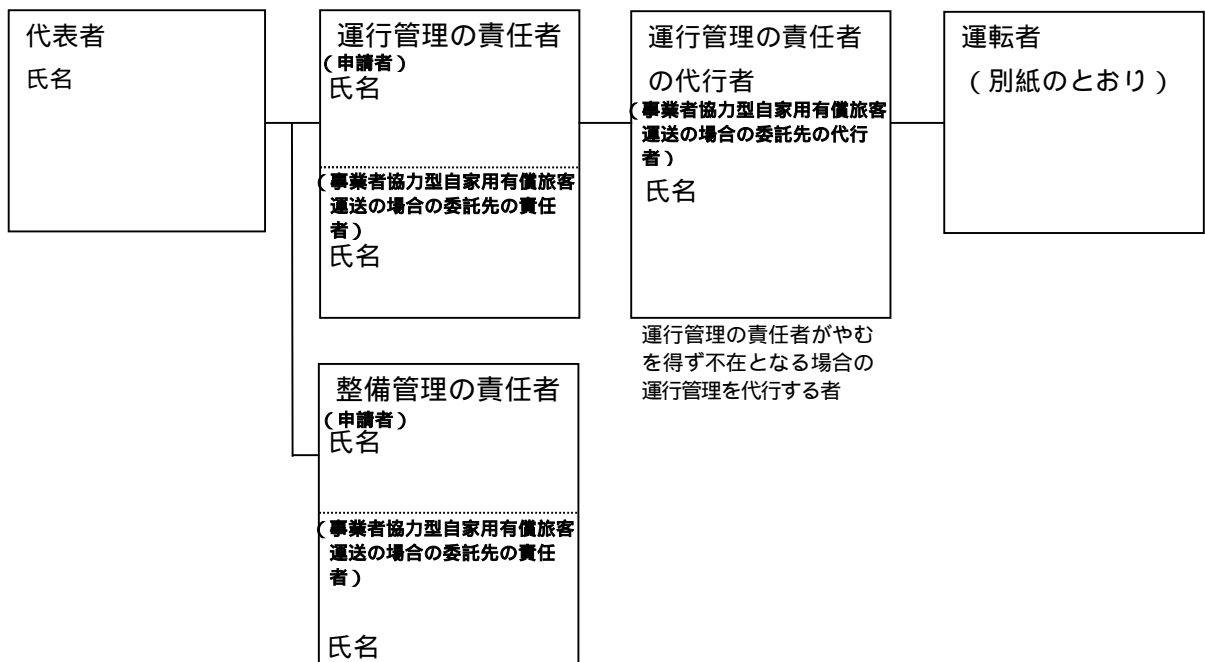 代表者
氏名
運行管理の責任者
(申請者)
氏名
(事業者協力型自家用有償旅客
運送の場合の委託先の責任
者)
氏名
運行管理の責任者
の代行者
(事業者協力型自家用有償旅客
運送の場合の委託先の代行
者)
氏名
運行管理の責任者がやむ
を得ず不在となる場合の
運行管理を代行する者
運転者
(別紙のとおり)
整備管理の責任者
(申請者)
氏名
(事業者協力型自家用有償旅客
運送の場合の委託先の責任
者)
氏名